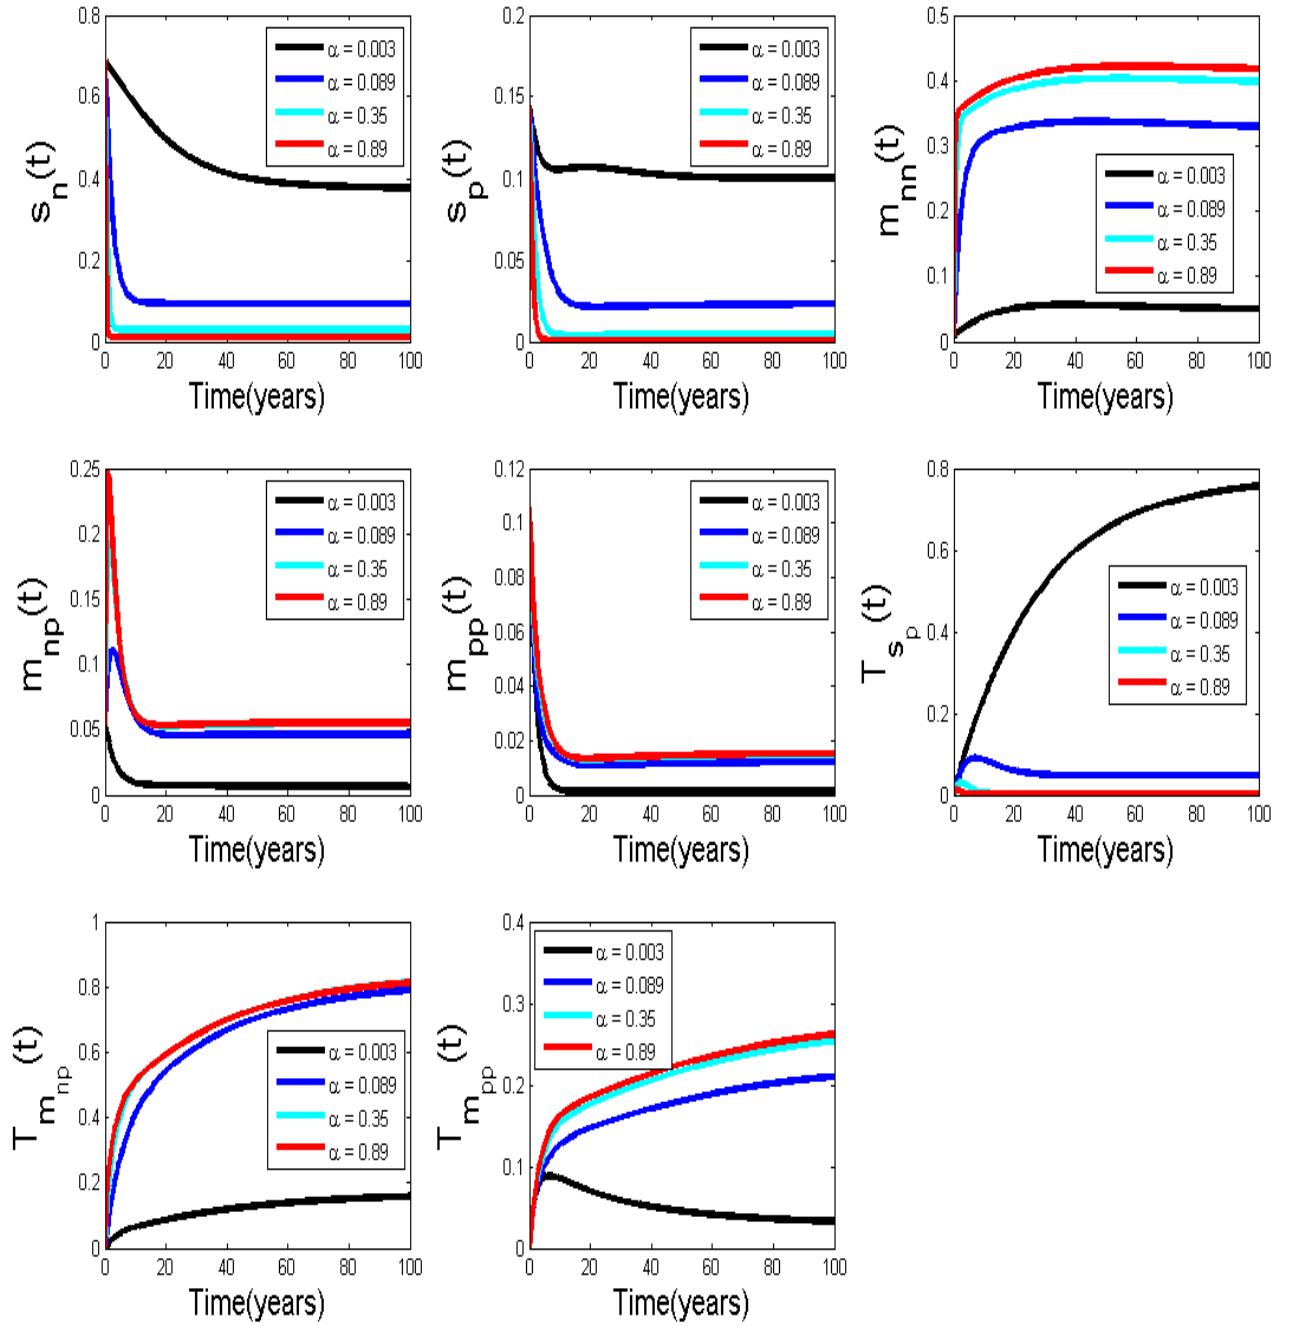 s_n(t)
0.8
0.6
0.4
0.2
0
α = 0.003
α = 0.089
α = 0.35
α = 0.89
0 20 40 60 80 100
Time(years)
s_p(t)
0.2
0.15
0.1
0.05
0
α = 0.003
α = 0.089
α = 0.35
α = 0.89
0 20 40 60 80 100
Time(years)
m_nn(t)
0.5
0.4
0.3
0.2
0.1
0
α = 0.003
α = 0.089
α = 0.35
α = 0.89
0 20 40 60 80 100
Time(years)
m_np(t)
0.25
0.2
0.15
0.1
0.05
0
α = 0.003
α = 0.089
α = 0.35
α = 0.89
0 20 40 60 80 100
Time(years)
m_pp(t)
0.12
0.1
0.08
0.06
0.04
0.02
0
α = 0.003
α = 0.089
α = 0.35
α = 0.89
0 20 40 60 80 100
Time(years)
T_s_p (t)
0.8
0.6
0.4
0.2
0
α = 0.003
α = 0.089
α = 0.35
α = 0.89
0 20 40 60 80 100
Time(years)
T_m_np (t)
1
0.8
0.6
0.4
0.2
0
α = 0.003
α = 0.089
α = 0.35
α = 0.89
0 20 40 60 80 100
Time(years)
T_m_pp (t)
0.4
0.3
0.2
0.1
0
α = 0.003
α = 0.089
α = 0.35
α = 0.89
0 20 40 60 80 100
Time(years)